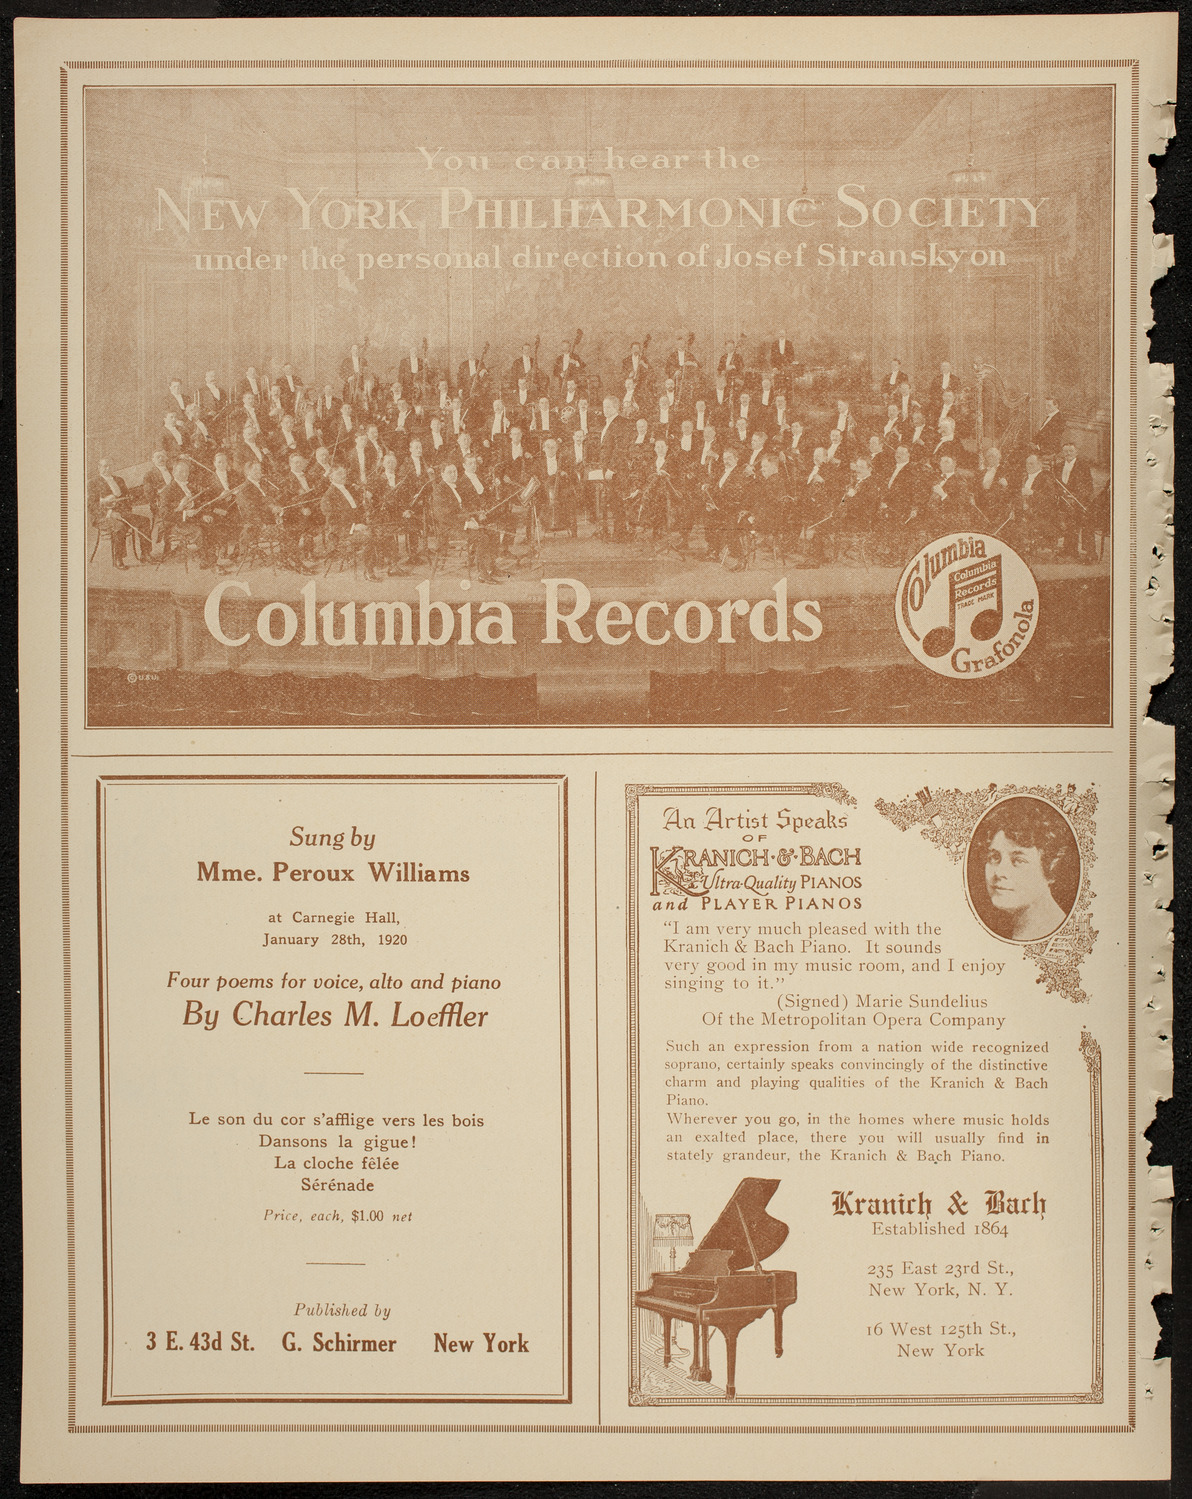 You can hear the
NEW YORK PHILHARMONIC SOCIETY
under the personal direction of Josef Stransky on
Columbia Records
Columbia
Columbia
Records
TRADE MARK
Grafonola
© U & U.
Sung by
Mme. Peroux Williams
at Carnegie Hall,
January 28th, 1920
Four poems for voice, alto and piano
By Charles M. Loeffler
Le son du cor s'afflige vers les bois
Dansons la gigue!
La cloche fêlée
Sérénade
Price, each, $1.00 net
Published by
3 E. 43d St. G. Schirmer New York
An Artist Speaks
OF
KRANICH·&·BACH
Ultra-Quality PIANOS
and PLAYER PIANOS
"I am very much pleased with the
Kranich & Bach Piano. It sounds
very good in my music room, and I enjoy
singing to it."
(Signed) Marie Sundelius
Of the Metropolitan Opera Company
Such an expression from a nation wide recognized
soprano, certainly speaks convincingly of the distinctive
charm and playing qualities of the Kranich & Bach
Piano.
Wherever you go, in the homes where music holds
an exalted place, there you will usually find in
stately grandeur, the Kranich & Bach Piano.
Kranich & Bach
Established 1864
235 East 23rd St.,
New York, N. Y.
16 West 125th St.,
New York